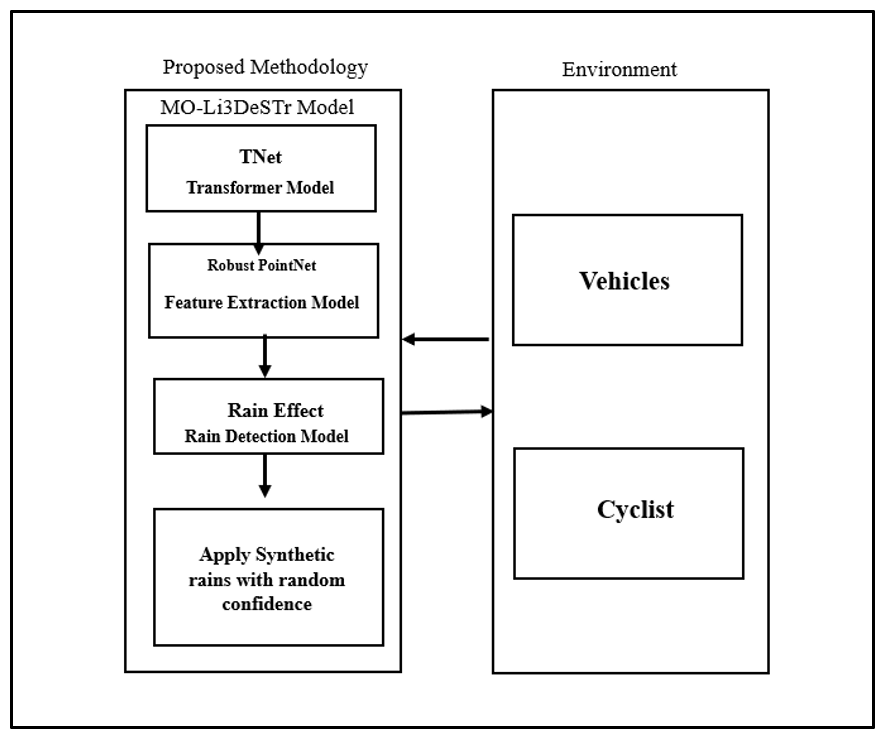 Proposed Methodology
MO-Li3DeSTr Model
TNet
Transformer Model
Robust PointNet
Feature Extraction Model
Rain Effect
Rain Detection Model
Apply Synthetic
rains with random
confidence
Environment
Vehicles
Cyclist